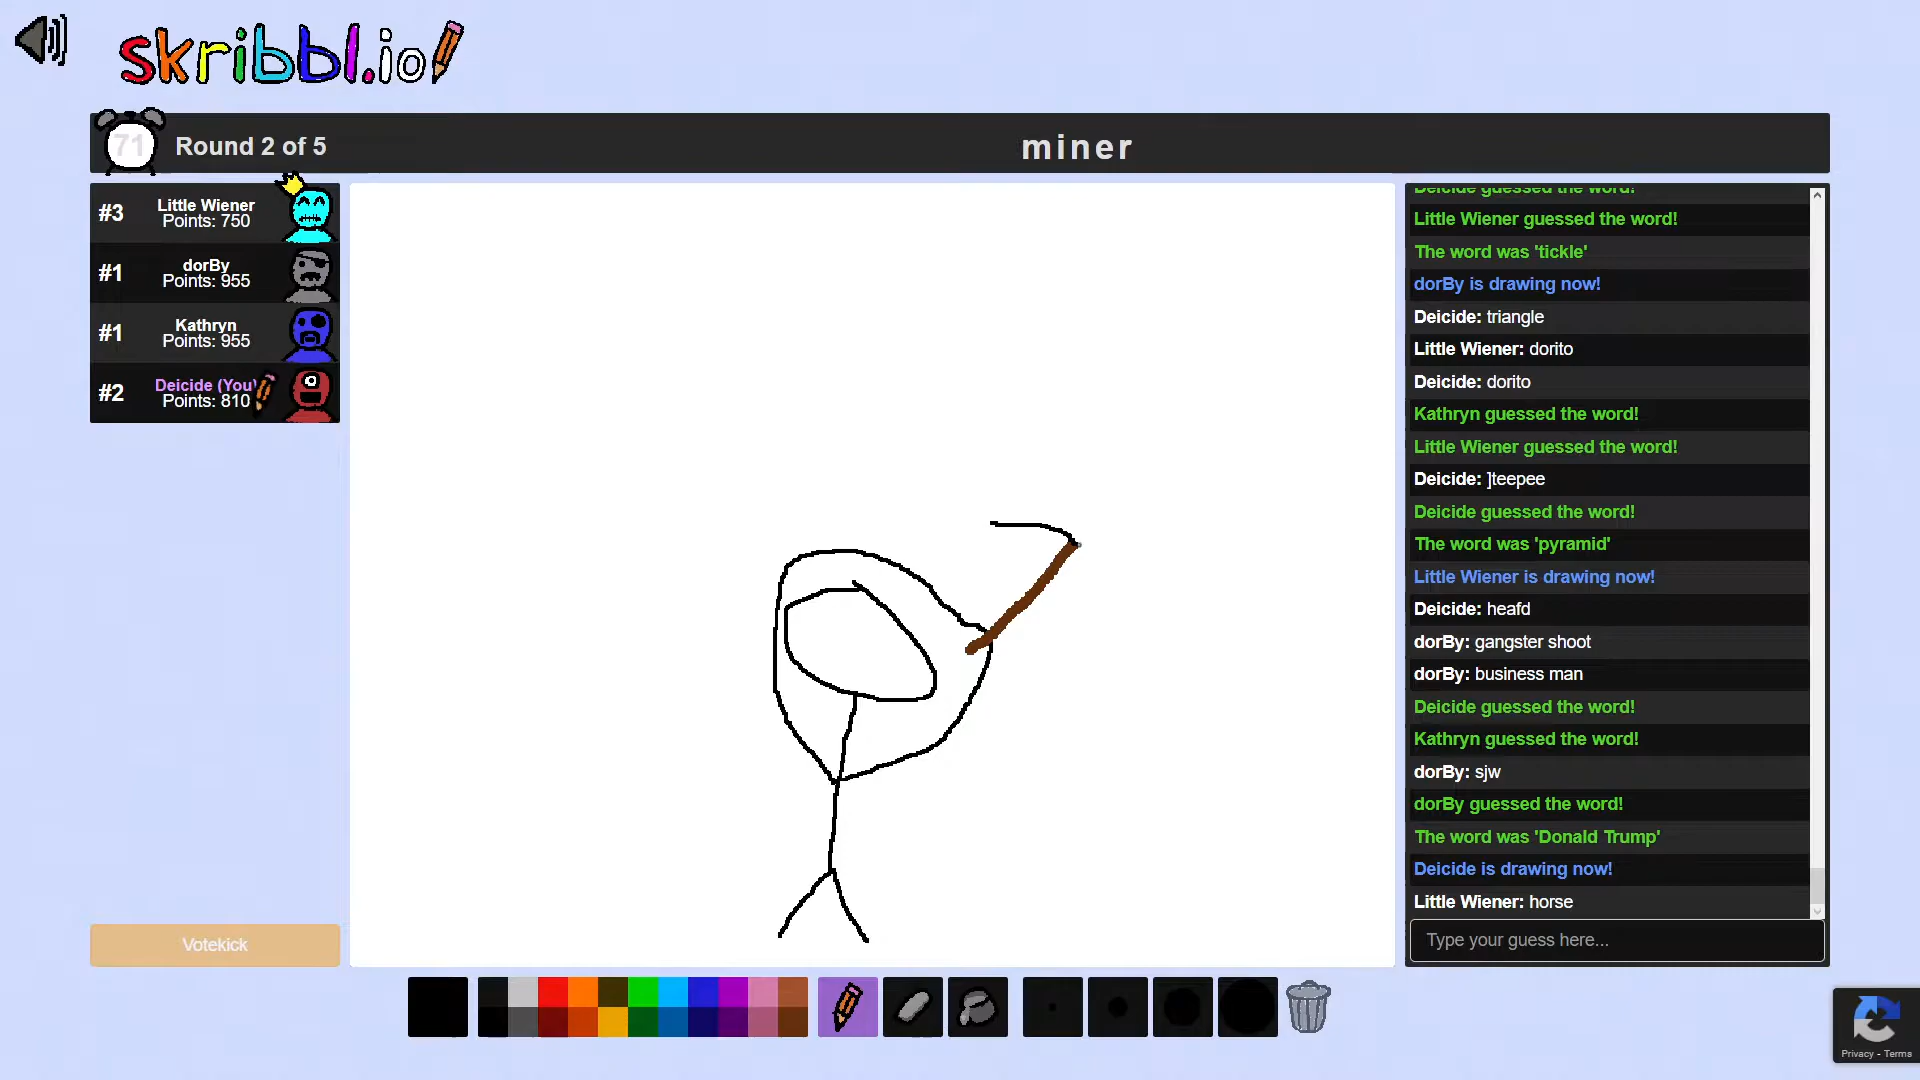 skribbl.io
71
Round 2 of 5
miner
#3
Little Wiener
Points: 750
#1
dorBy
Points: 955
#1
Kathryn
Points: 955
#2
Deicide (You)
Points: 810
Votekick
Deicide guessed the word!
Little Wiener guessed the word!
The word was 'tickle'
dorBy is drawing now!
Deicide: triangle
Little Wiener: dorito
Deicide: dorito
Kathryn guessed the word!
Little Wiener guessed the word!
Deicide: ]teepee
Deicide guessed the word!
The word was 'pyramid'
Little Wiener is drawing now!
Deicide: heafd
dorBy: gangster shoot
dorBy: business man
Deicide guessed the word!
Kathryn guessed the word!
dorBy: sjw
dorBy guessed the word!
The word was 'Donald Trump'
Deicide is drawing now!
Little Wiener: horse
Type your guess here...
Privacy - Terms